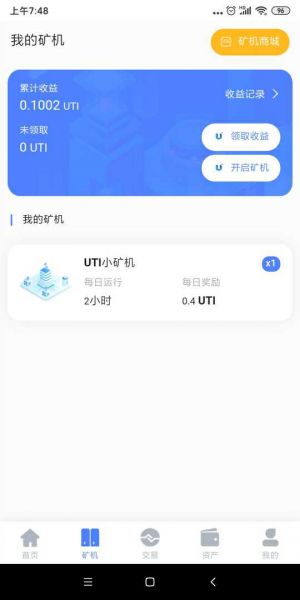 上午7:48
96
我的矿机
矿机商城
累计收益
0.1002 UTI
收益记录
未领取
0 UTI
领取收益
开启矿机
我的矿机
UTI小矿机
x1
每日运行
每日奖励
2小时
0.4 UTI
首页
矿机
交易
资产
我的